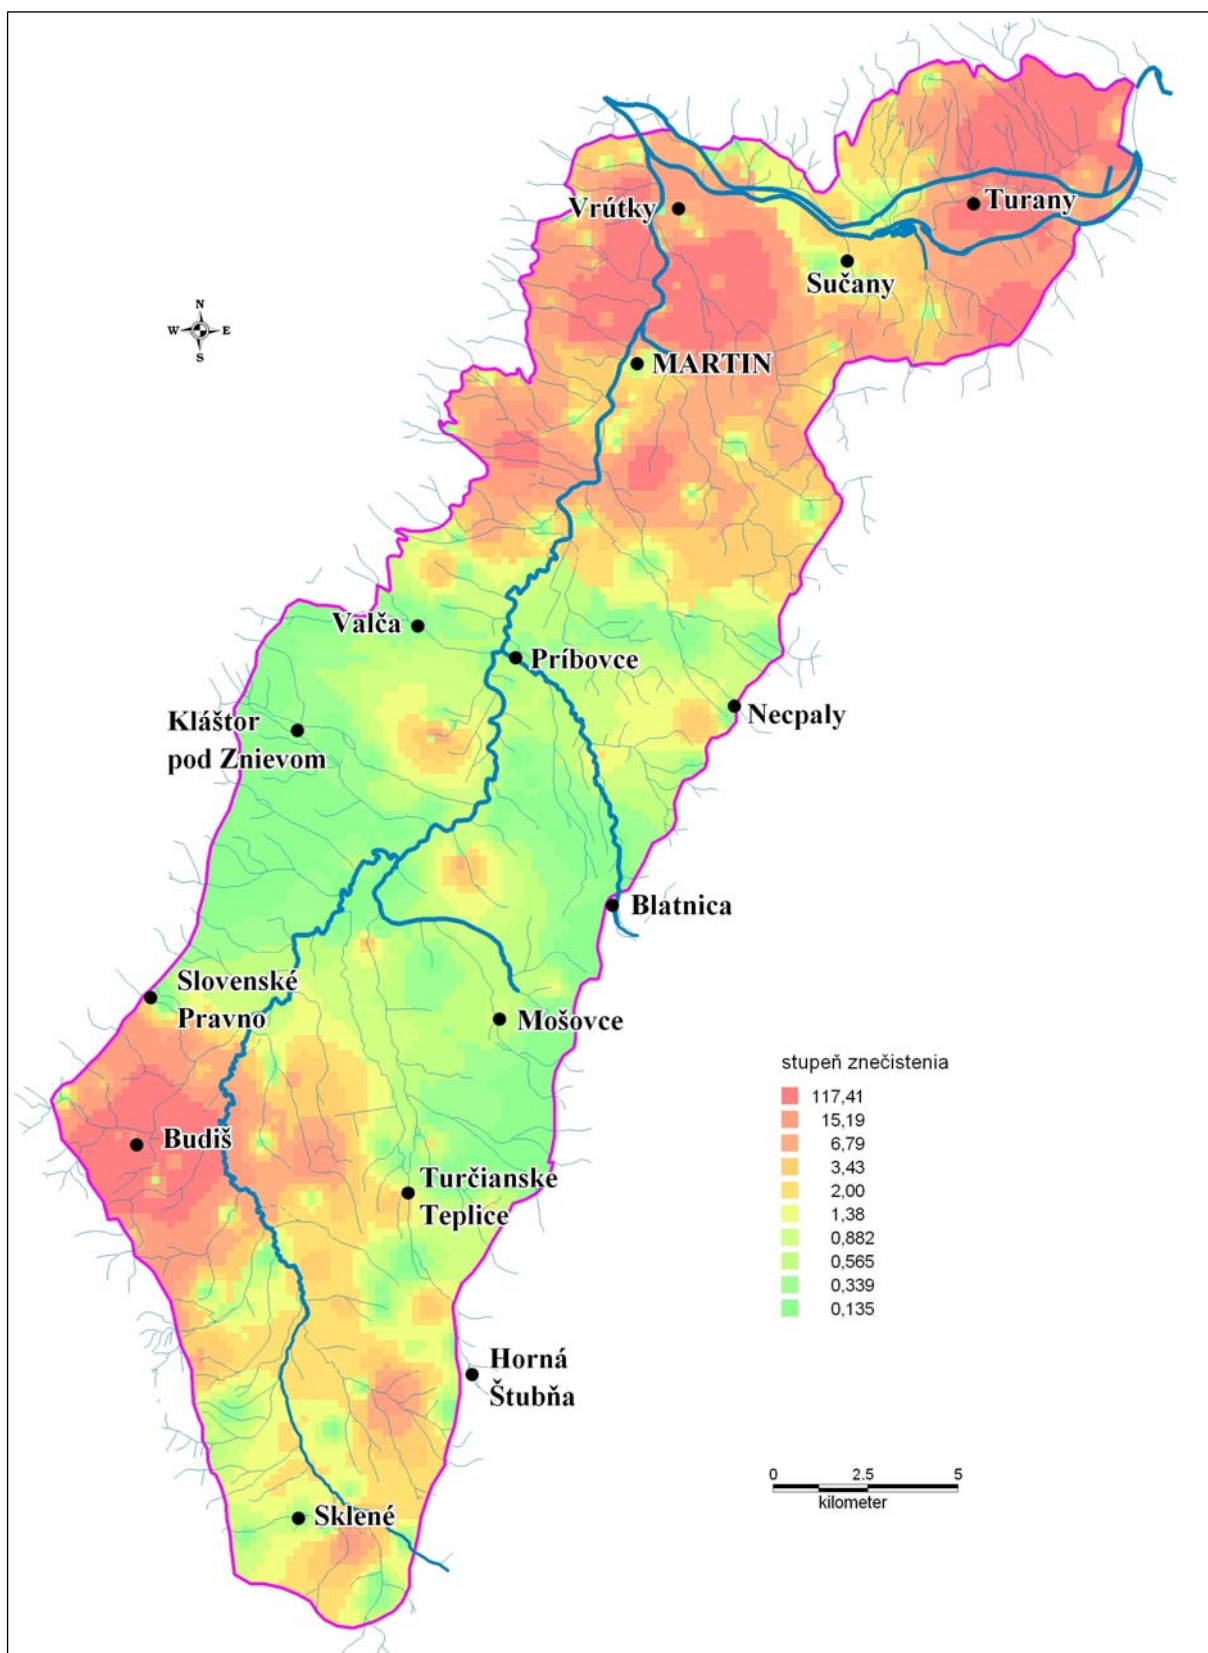 Turany
Vrútky
Sučany
N
W E
S
MARTIN
Valča
Príbovce
Necpaly
Kláštor
pod Znievom
Blatnica
Slovenské
Pravno
Mošovce
stupeň znečistenia
117,41
15,19
6,79
3,43
2,00
1,38
0,882
0,565
0,339
0,135
Budiš
Turčianske
Teplice
Horná
Štubňa
0 2.5 5
kilometer
Sklené